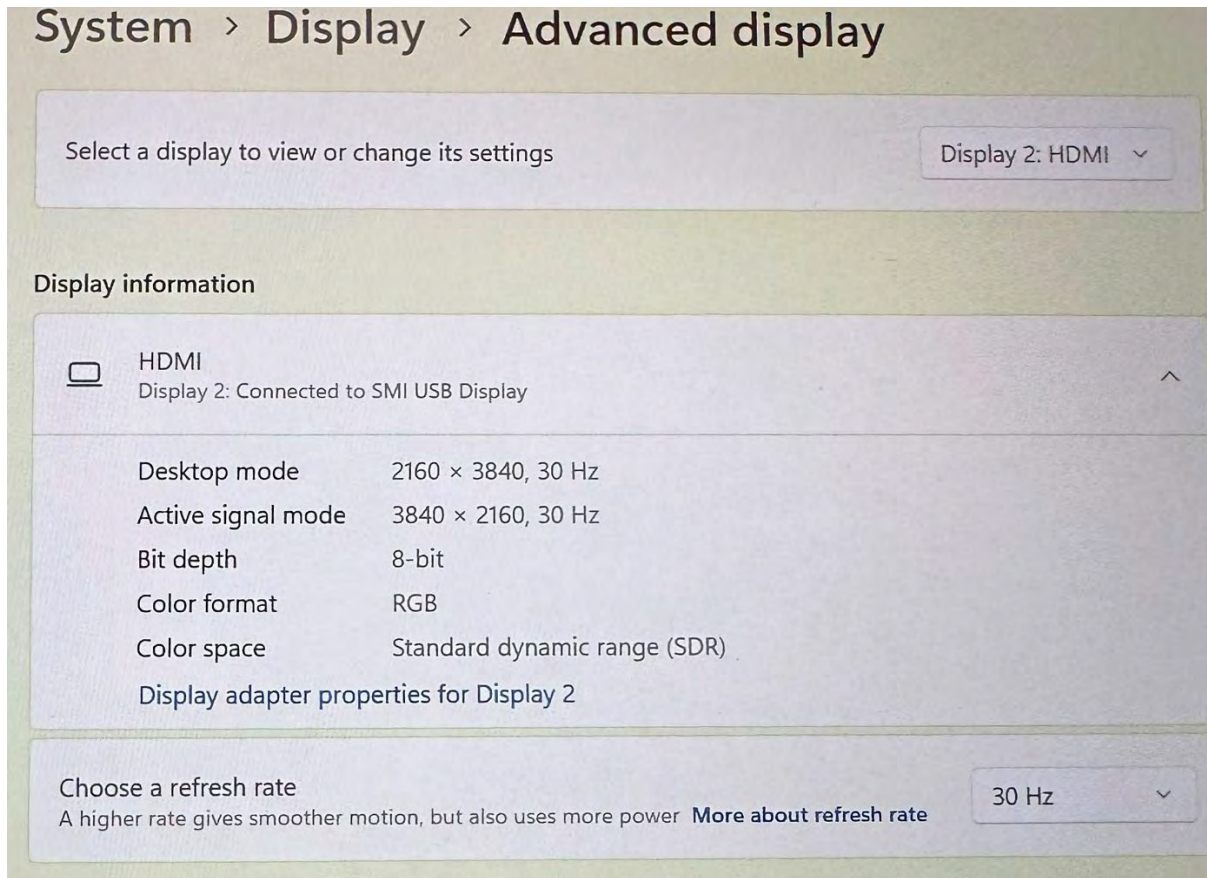 System > Display > Advanced display
Select a display to view or change its settings
Display 2: HDMI
Display information
HDMI
Display 2: Connected to SMI USB Display
Desktop mode 2160 × 3840, 30 Hz
Active signal mode 3840 × 2160, 30 Hz
Bit depth 8-bit
Color format RGB
Color space Standard dynamic range (SDR)
Display adapter properties for Display 2
Choose a refresh rate
A higher rate gives smoother motion, but also uses more power More about refresh rate
30 Hz